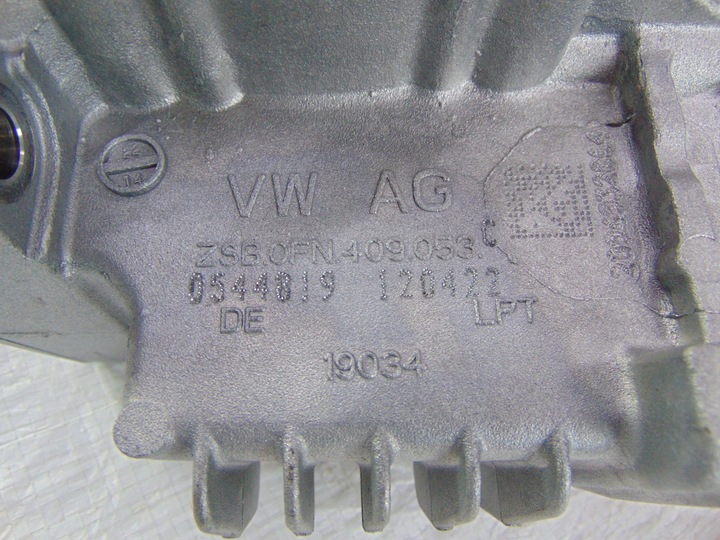 VW AG
ZSB.0FN.409.053.C
0544819 120422
DE LPT
19034